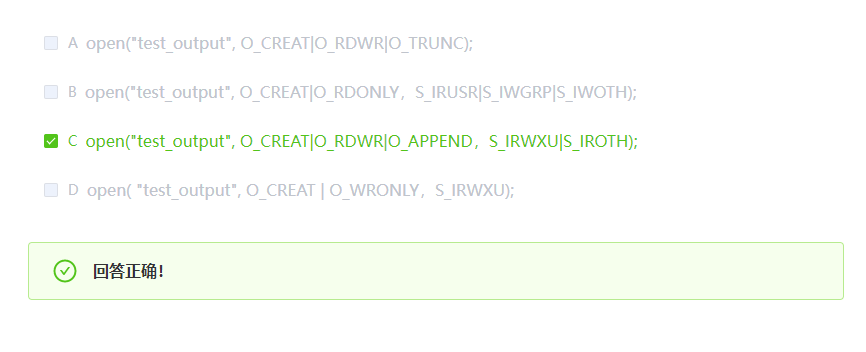 A open("test_output", O_CREAT|O_RDWR|O_TRUNC);
B open("test_output", O_CREAT|O_RDONLY，S_IRUSR|S_IWGRP|S_IWOTH);
C open("test_output", O_CREAT|O_RDWR|O_APPEND，S_IRWXU|S_IROTH);
D open( "test_output", O_CREAT | O_WRONLY，S_IRWXU);
回答正确!